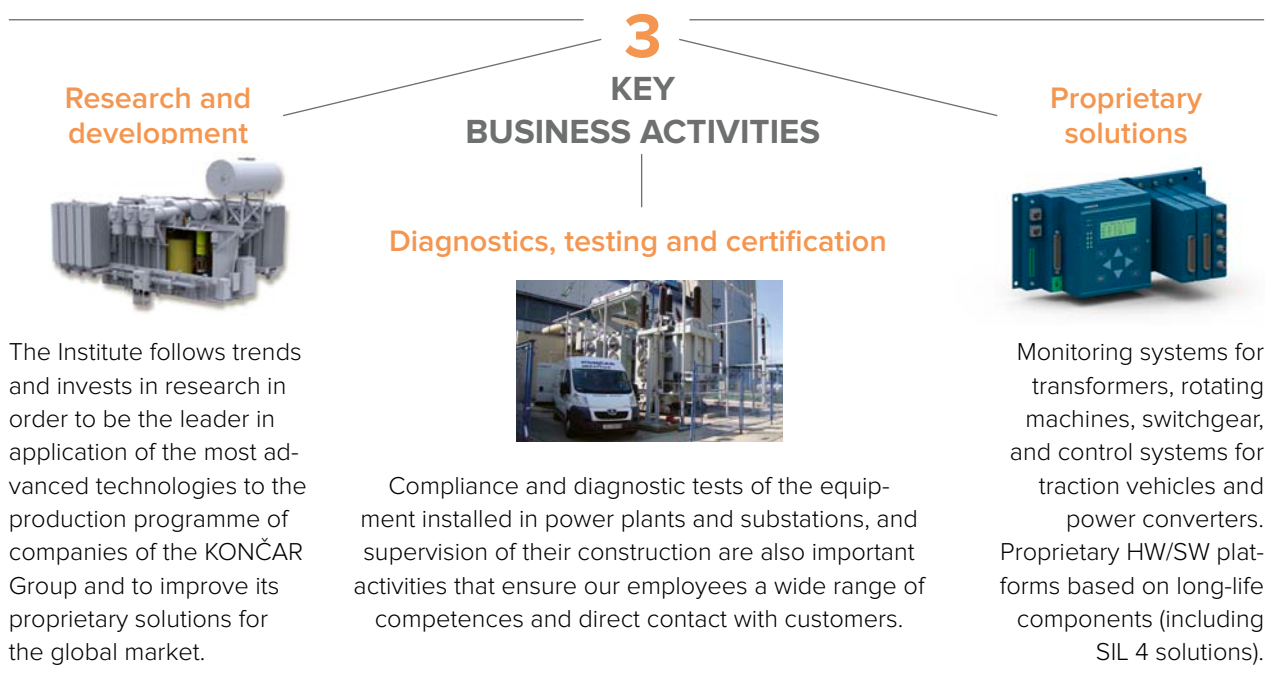 3
KEY
BUSINESS ACTIVITIES
Research and
development
The Institute follows trends
and invests in research in
order to be the leader in
application of the most ad-
vanced technologies to the
production programme of
companies of the KONČAR
Group and to improve its
proprietary solutions for
the global market.
Diagnostics, testing and certification
Compliance and diagnostic tests of the equip-
ment installed in power plants and substations, and
supervision of their construction are also important
activities that ensure our employees a wide range of
competences and direct contact with customers.
Proprietary
solutions
Monitoring systems for
transformers, rotating
machines, switchgear,
and control systems for
traction vehicles and
power converters.
Proprietary HW/SW plat-
forms based on long-life
components (including
SIL 4 solutions).